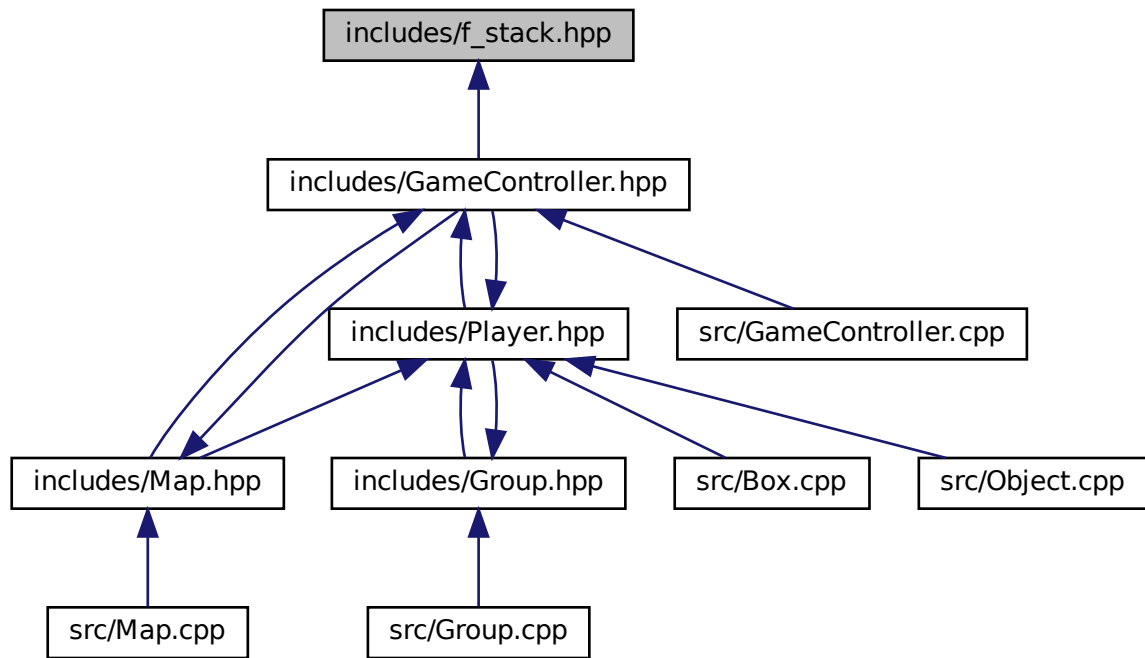 includes/f_stack.hpp
includes/GameController.hpp
includes/Player.hpp
src/GameController.cpp
includes/Map.hpp
includes/Group.hpp
src/Box.cpp
src/Object.cpp
src/Map.cpp
src/Group.cpp